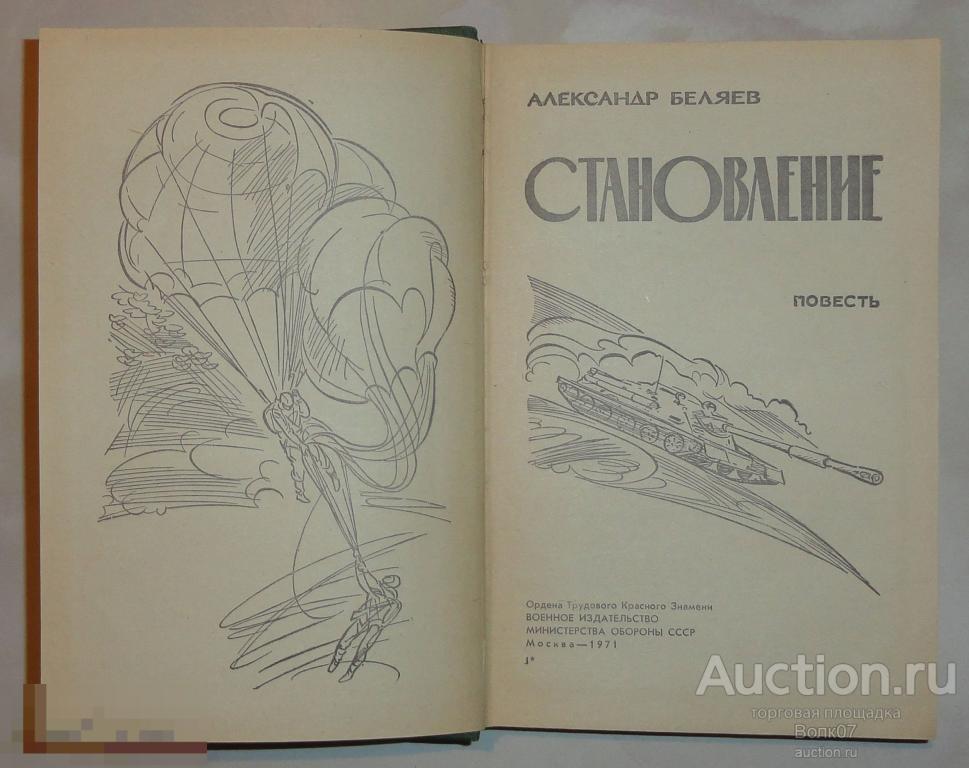 АЛЕКСАНДР БЕЛЯЕВ
СТАНОВЛЕНИЕ
ПОВЕСТЬ
Ордена Трудового Красного Знамени
ВОЕННОЕ ИЗДАТЕЛЬСТВО
МИНИСТЕРСТВА ОБОРОНЫ СССР
Москва—1971
1*
Auction.ru
торговая площадка
Волк07
auction.ru